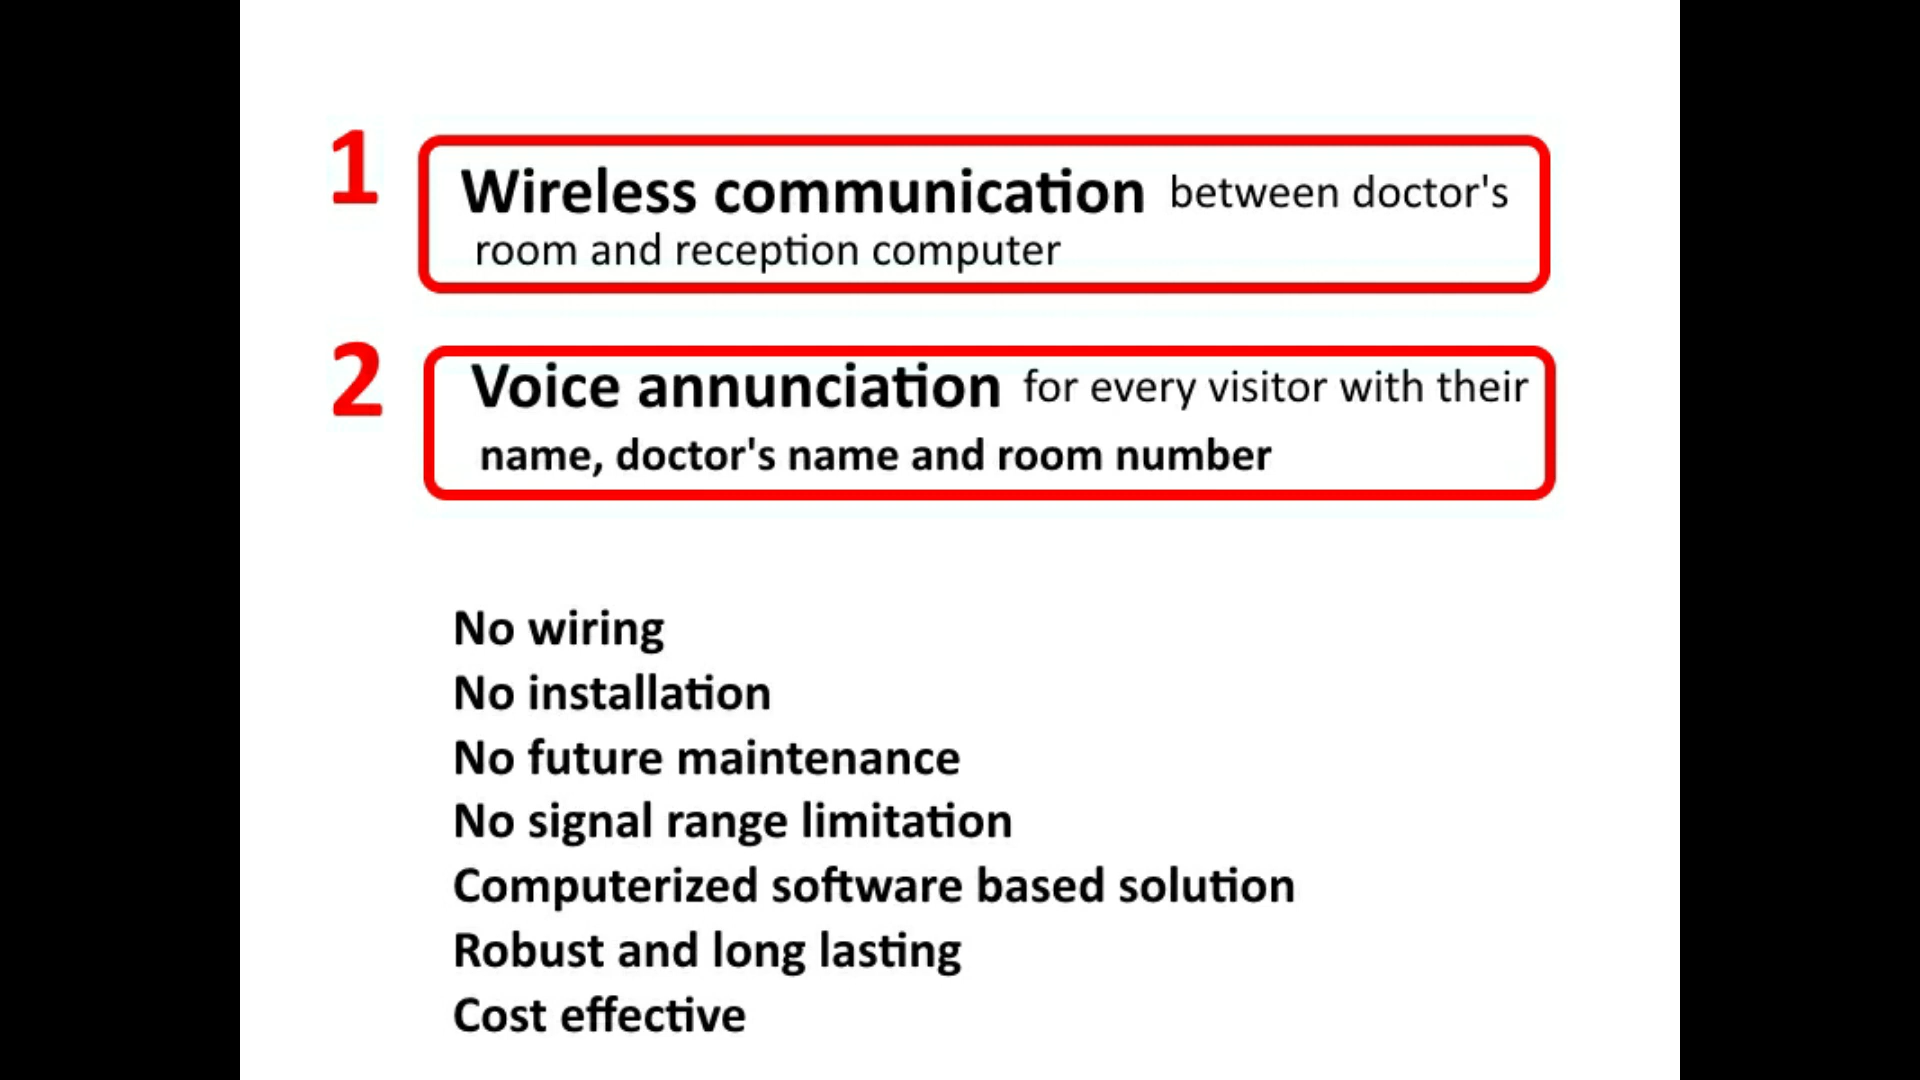 1
Wireless communication between doctor's
room and reception computer
2
Voice annunciation for every visitor with their
name, doctor's name and room number
No wiring
No installation
No future maintenance
No signal range limitation
Computerized software based solution
Robust and long lasting
Cost effective